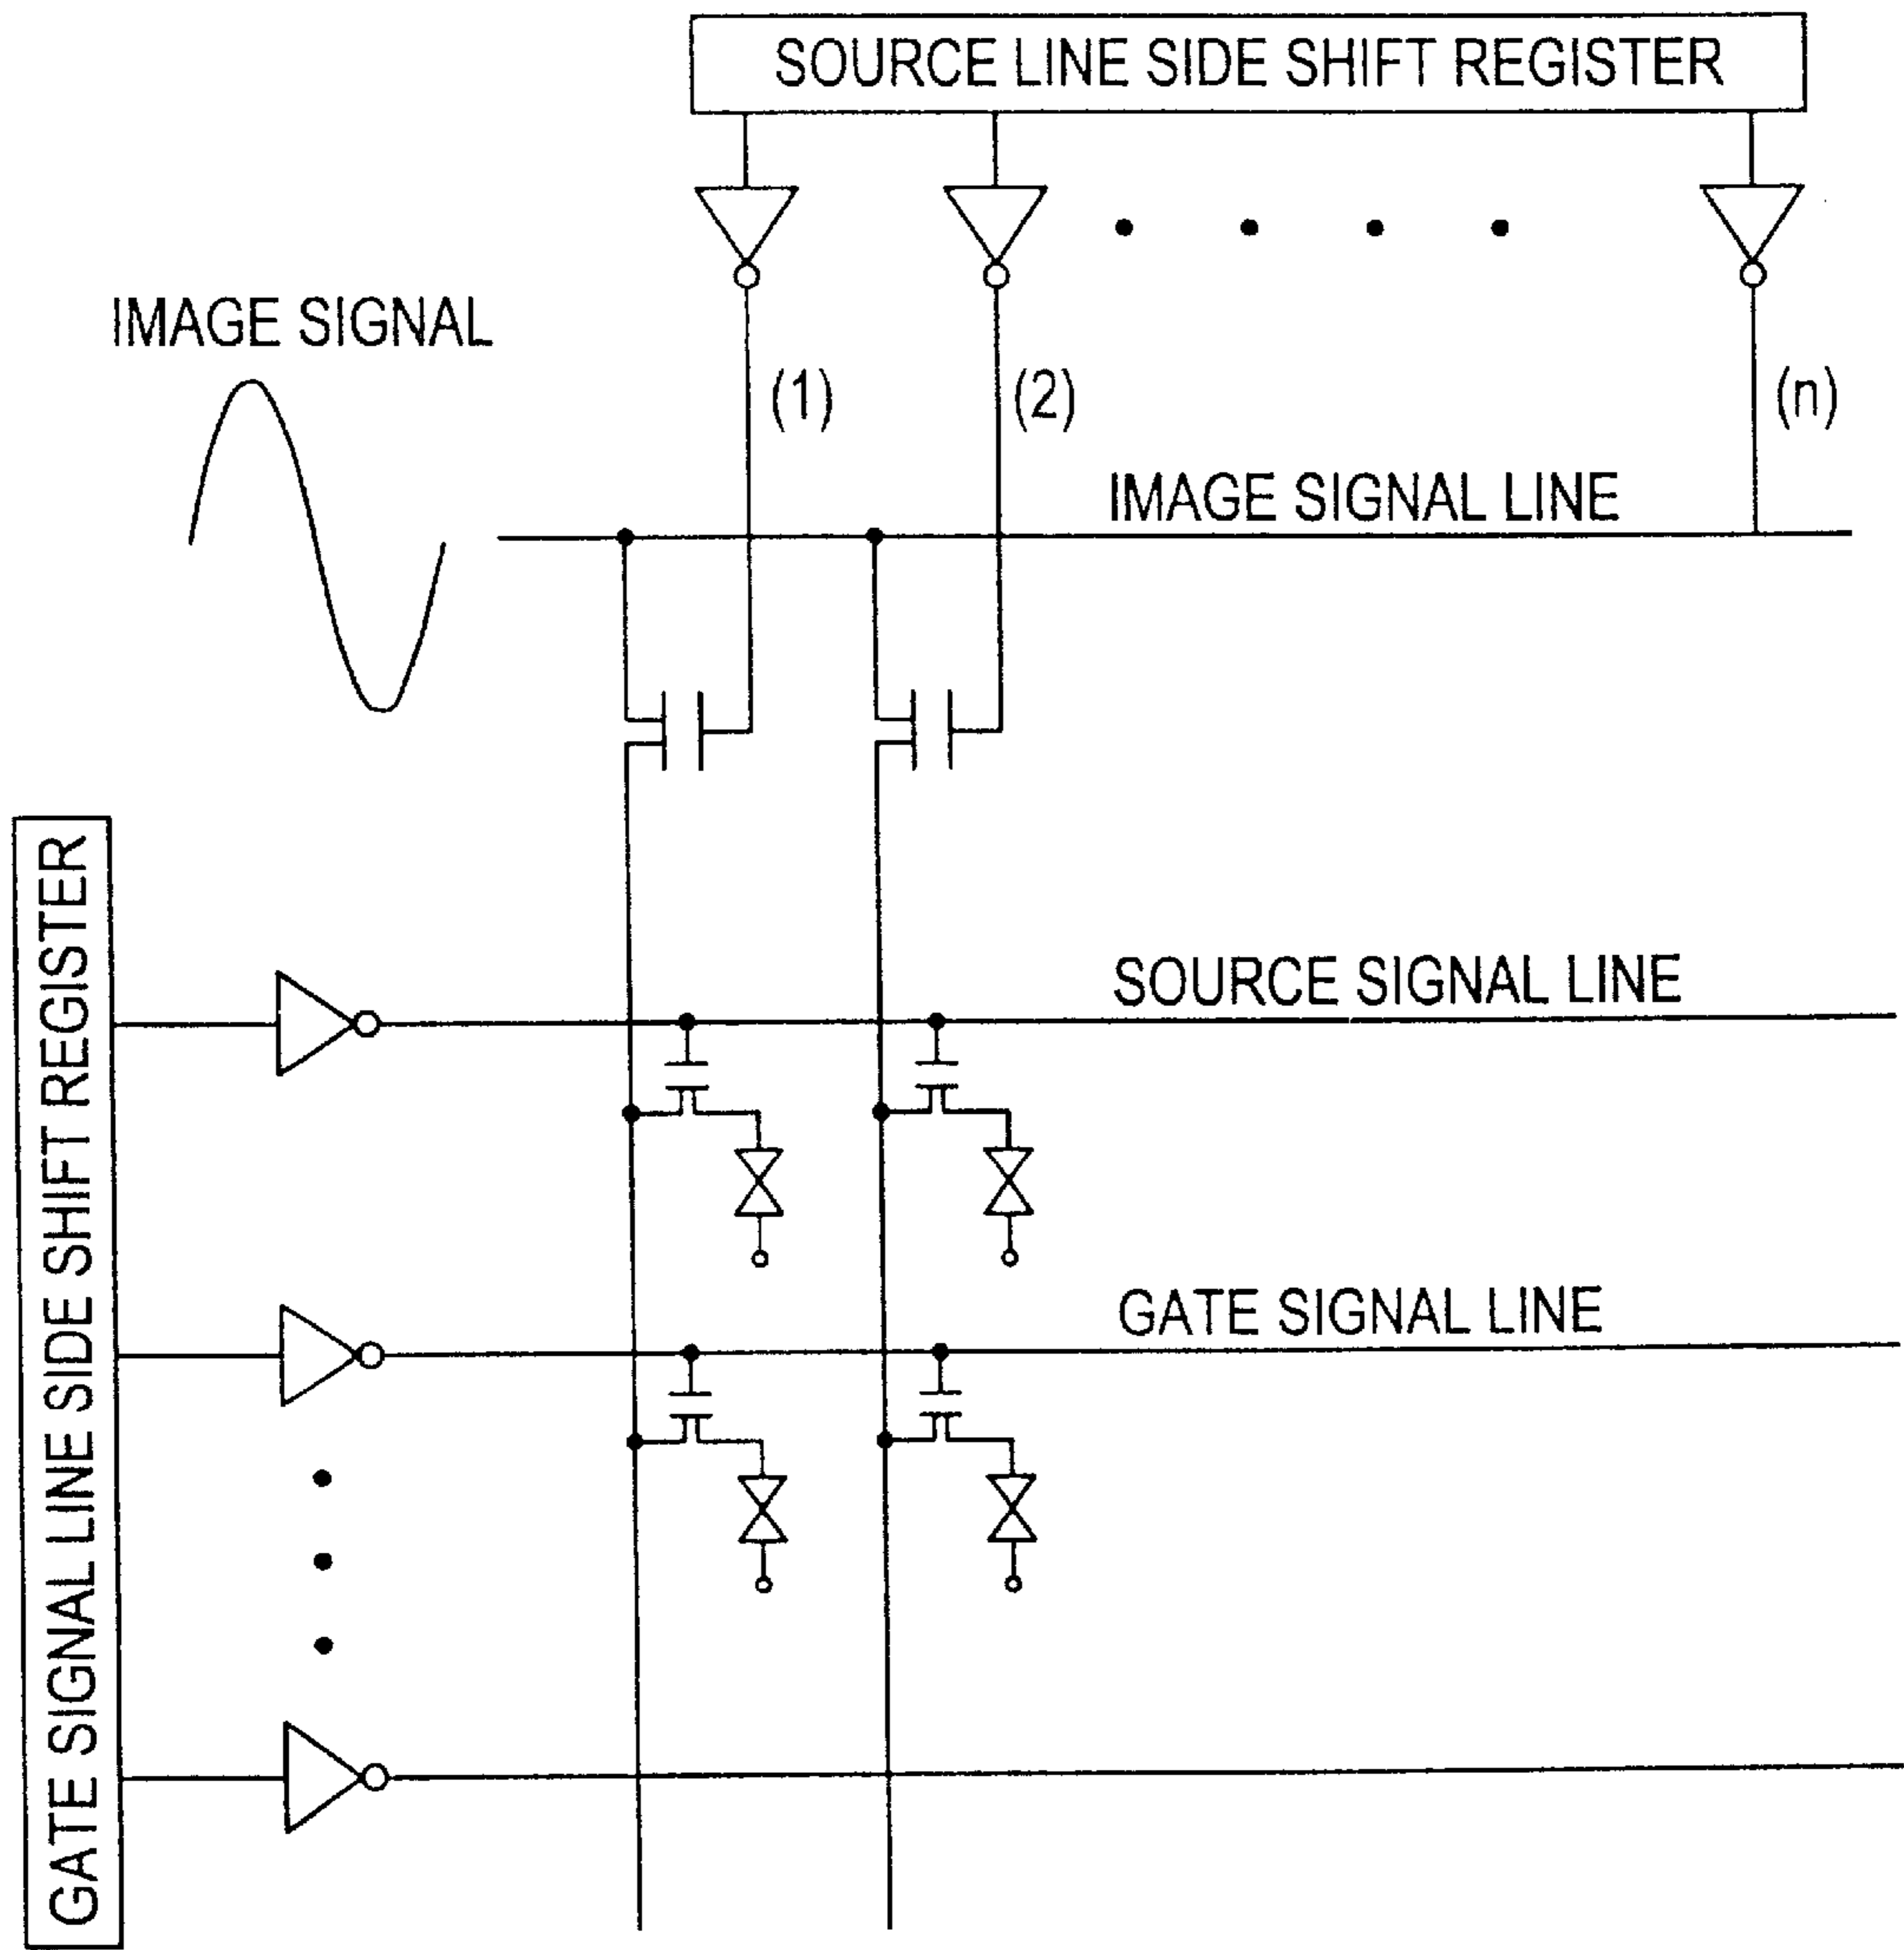 SOURCE LINE SIDE SHIFT REGISTER
IMAGE SIGNAL
(1)
(2)
(n)
IMAGE SIGNAL LINE
GATE SIGNAL LINE SIDE SHIFT REGISTER
SOURCE SIGNAL LINE
GATE SIGNAL LINE